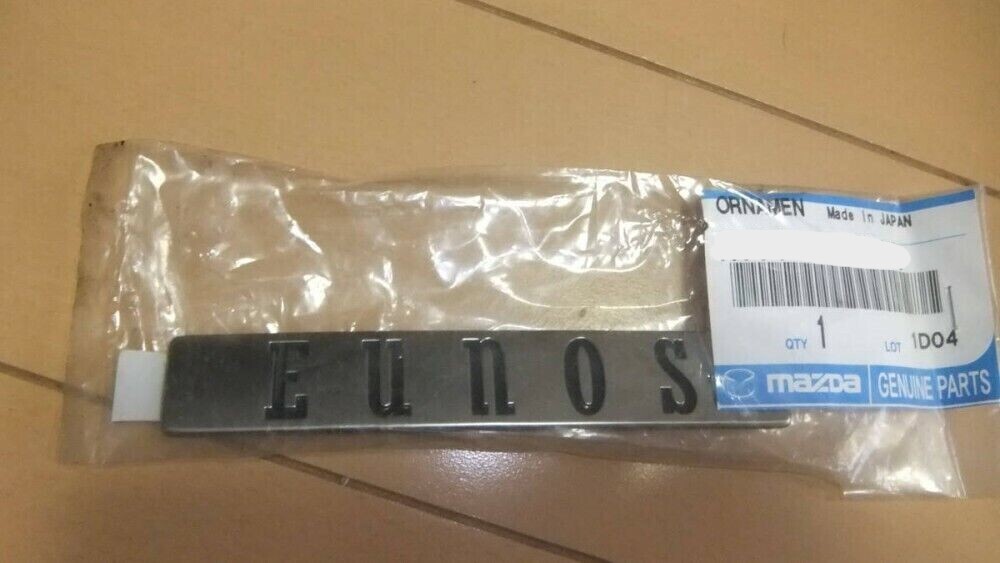 EUNOS
ORNAMEN Made In JAPAN
QTY 1 LOT 1D04
mazda GENUINE PARTS